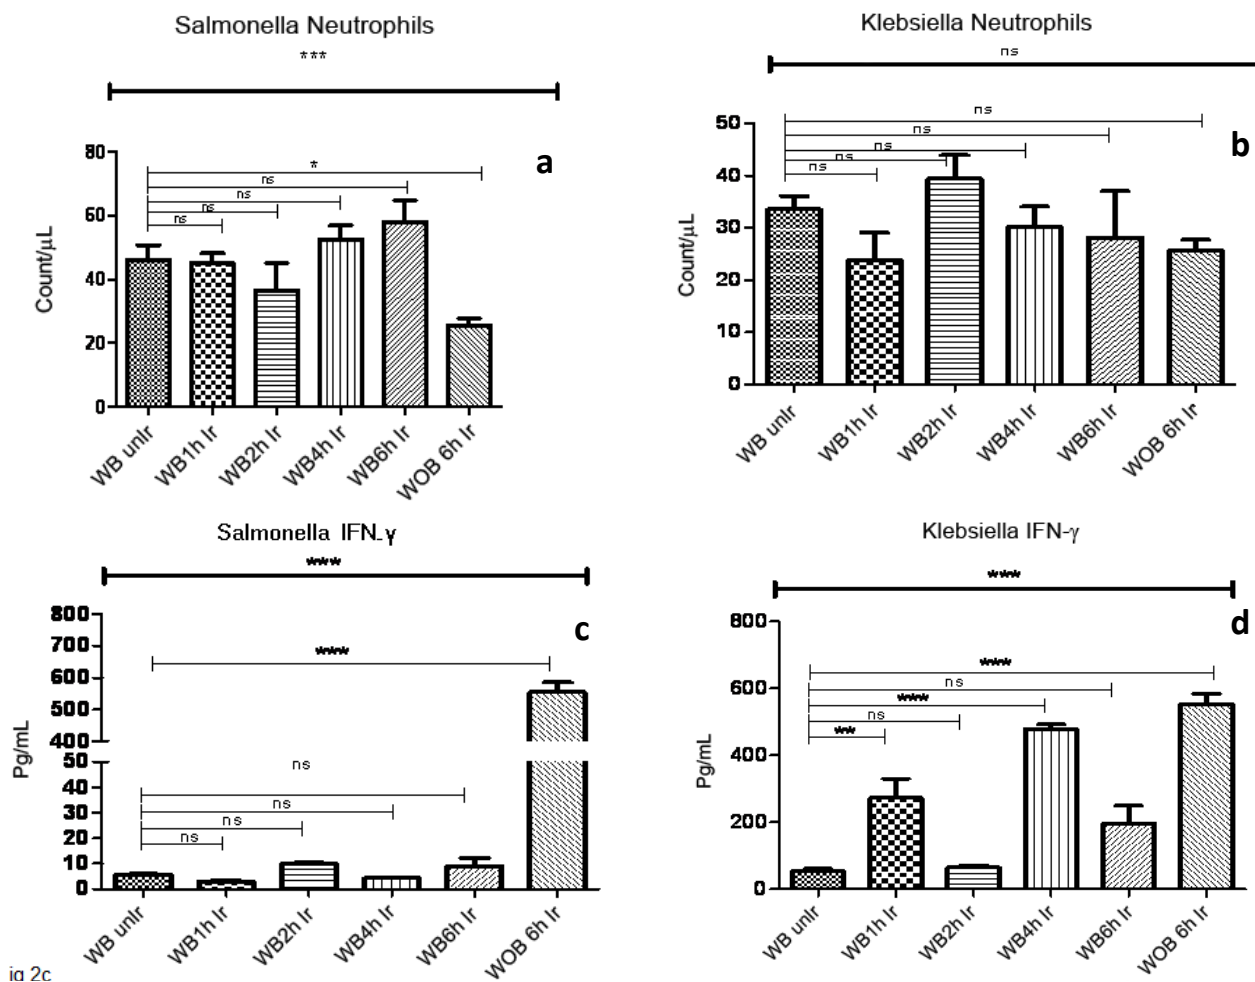 Salmonella Neutrophils
***
a
80
60
40
20
0
Count/µL
*
ns
ns
ns
ns
WB unIr
WB1h Ir
WB2h Ir
WB4h Ir
WB6h Ir
WOB 6h Ir
Klebsiella Neutrophils
ns
b
50
40
30
20
10
0
Count/µL
ns
ns
ns
ns
ns
WB unIr
WB1h Ir
WB2h Ir
WB4h Ir
WB6h Ir
WOB 6h Ir
Salmonella IFN-γ
***
c
800
700
600
500
400
50
40
30
20
10
0
Pg/mL
***
ns
ns
ns
ns
WB unIr
WB1h Ir
WB2h Ir
WB4h Ir
WB6h Ir
WOB 6h Ir
Klebsiella IFN-γ
***
d
800
600
400
200
0
Pg/mL
***
ns
***
ns
**
WB unIr
WB1h Ir
WB2h Ir
WB4h Ir
WB6h Ir
WOB 6h Ir
ig 2c